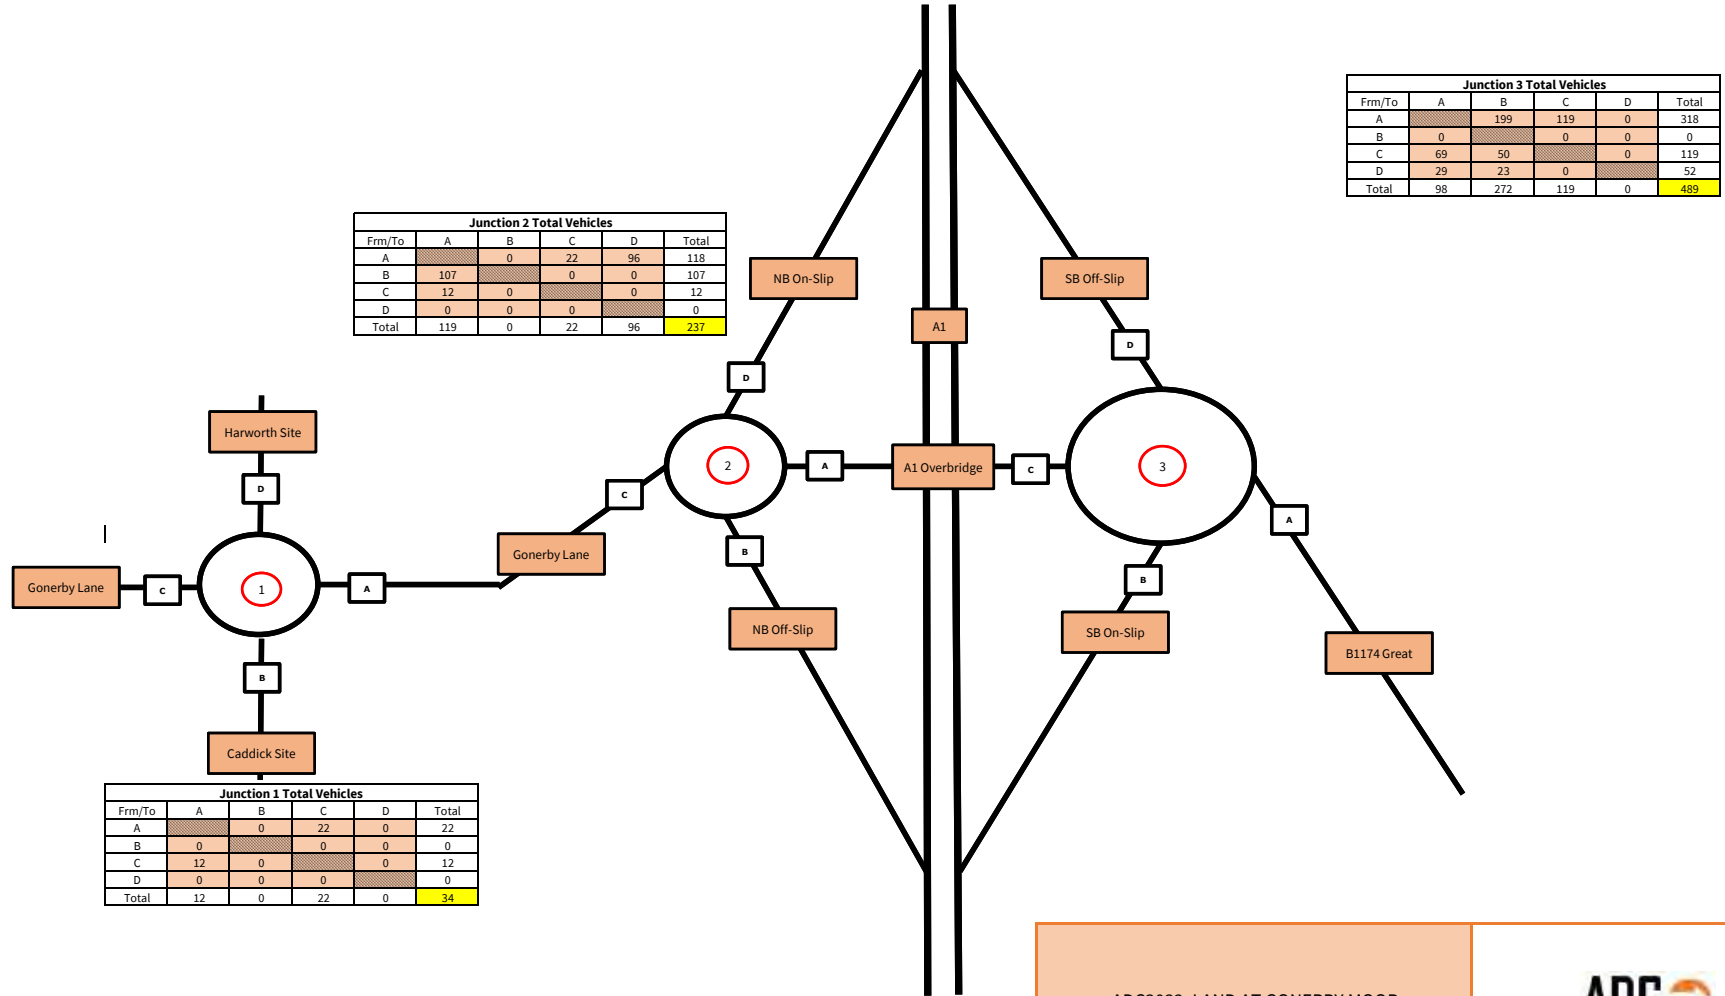 Junction 3 Total Vehicles
Frm/To A B C D Total
A 199 119 0 318
B 0 0 0 0
C 69 50 0 119
D 29 23 0 52
Total 98 272 119 0 489
Junction 2 Total Vehicles
Frm/To A B C D Total
A 0 22 96 118
B 107 0 0 107
C 12 0 0 12
D 0 0 0 0
Total 119 0 22 96 237
NB On-Slip
SB Off-Slip
A1
D
D
Harworth Site
2
A
A1 Overbridge
C
3
D
C
A
Gonerby Lane
B
Gonerby Lane
C
1
A
B
NB Off-Slip
SB On-Slip
B1174 Great
B
Caddick Site
Junction 1 Total Vehicles
Frm/To A B C D Total
A 0 22 0 22
B 0 0 0 0
C 12 0 0 12
D 0 0 0 0
Total 12 0 22 0 34
LAND AT GONERBY MOOR
ADC